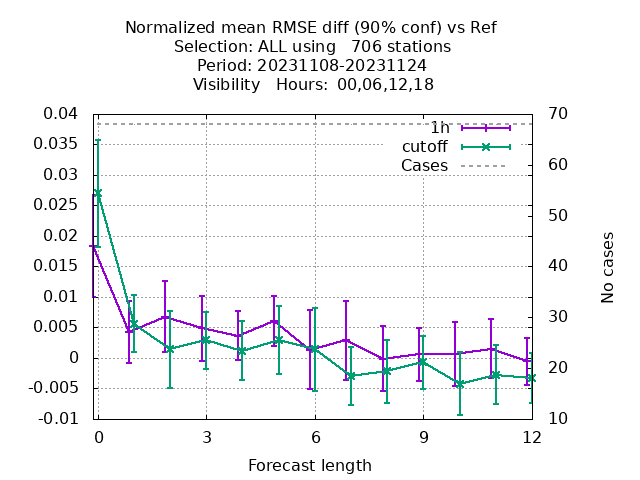 Normalized mean RMSE diff (90% conf) vs Ref
Selection: ALL using   706 stations
Period: 20231108-20231124
Visibility   Hours: 00,06,12,18
0.04
0.035
0.03
0.025
0.02
0.015
0.01
0.005
0
-0.005
-0.01
70
60
50
40
30
20
10
1h
cutoff
Cases
No cases
0
3
6
9
12
Forecast length